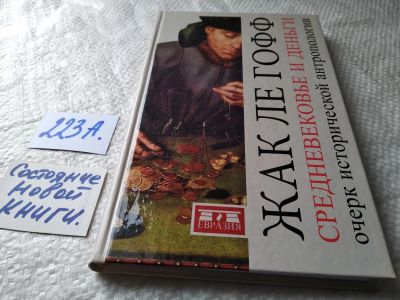 223А.
Состояние
Новой
книги.
ЖАК ЛЕ ГОФФ
СРЕДНЕВЕКОВЬЕ И ДЕНЬГИ
очерк исторической антропологии
ЕВРАЗИЯ